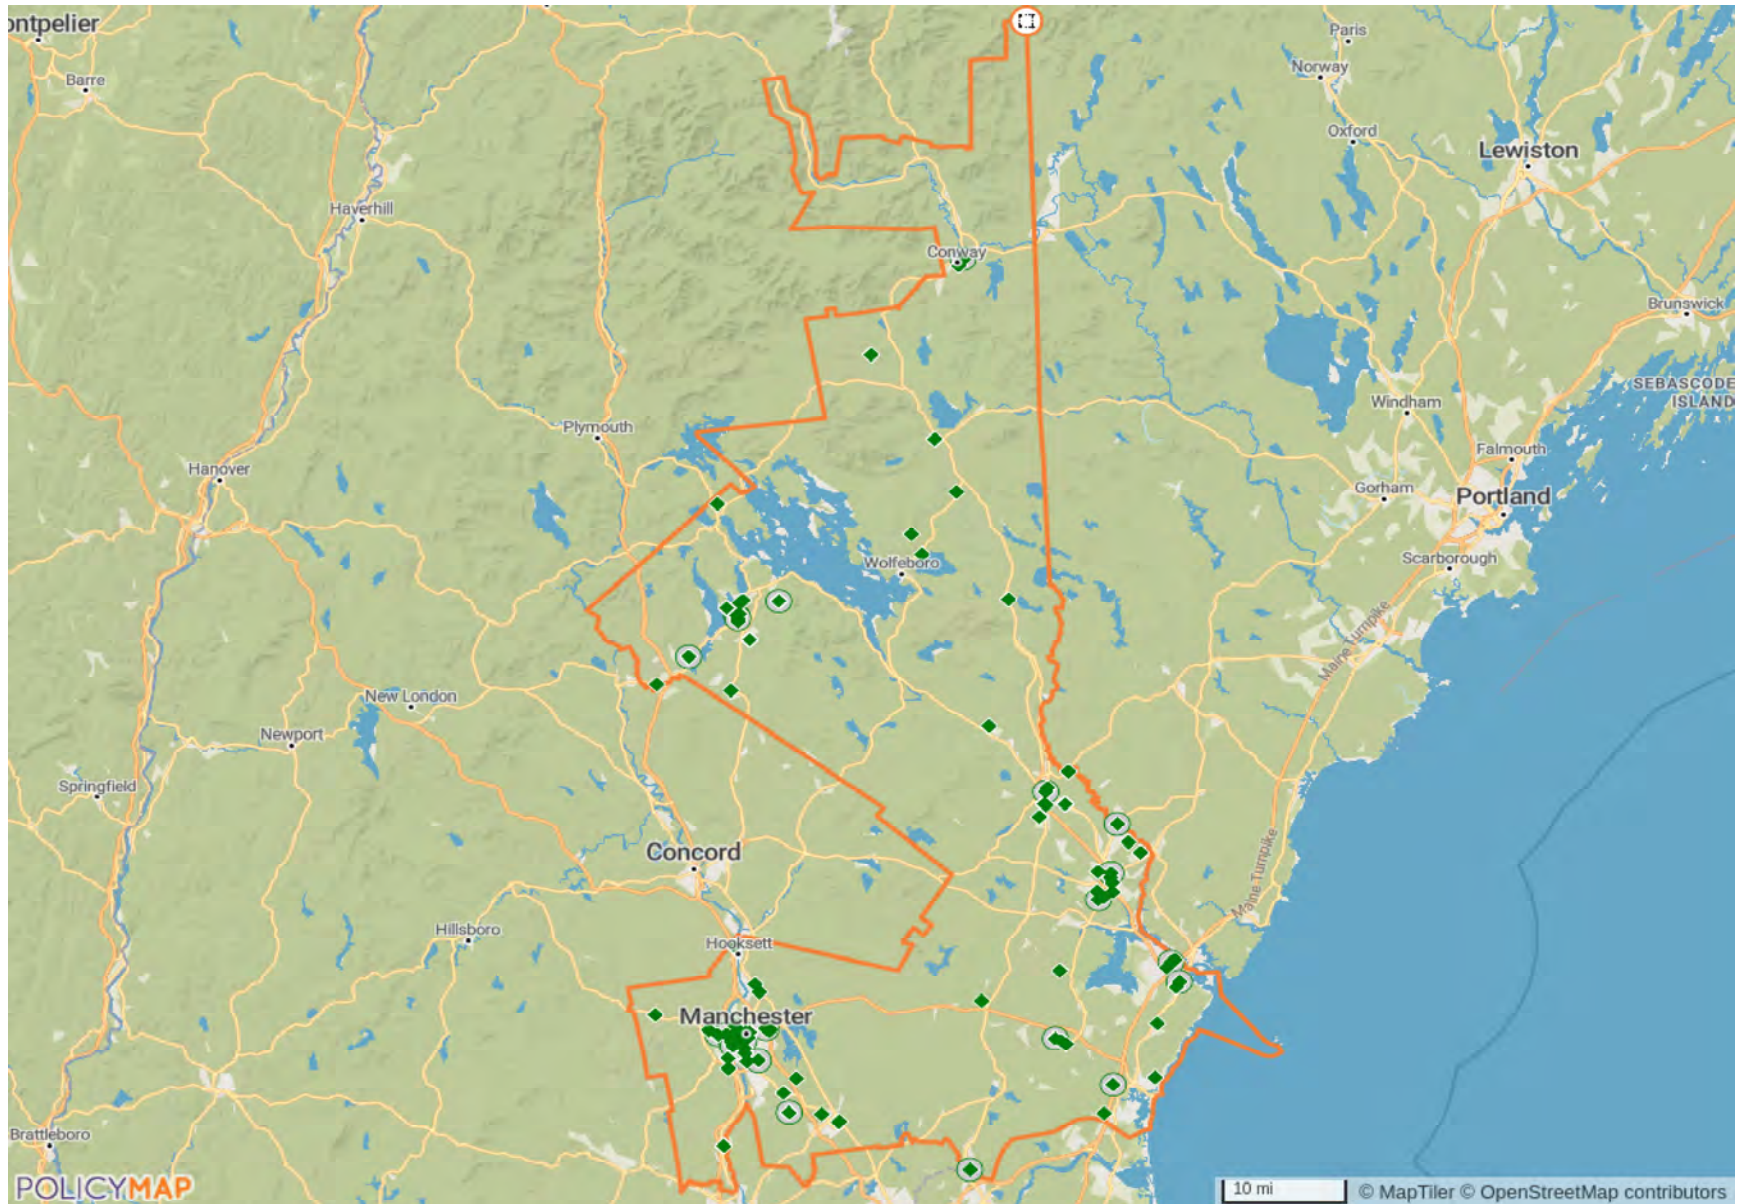 ontpelier
Paris
Barre
Norway
Oxford
Lewiston
Haverhill
Conway
Brunswick
SEBASCODE
ISLAND
Windham
Plymouth
Falmouth
Hanover
Gorham
Portland
Scarborough
Wolfeboro
Maine Turnpike
New London
Newport
Springfield
Concord
Maine Turnpike
Hillsboro
Hooksett
Manchester
Brattleboro
POLICYMAP
10 mi
© MapTiler © OpenStreetMap contributors